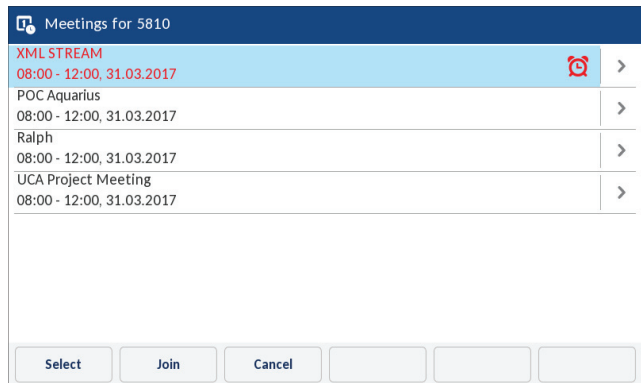 Meetings for 5810
XML STREAM
08:00 - 12:00, 31.03.2017
POC Aquarius
08:00 - 12:00, 31.03.2017
Ralph
08:00 - 12:00, 31.03.2017
UCA Project Meeting
08:00 - 12:00, 31.03.2017
Select Join Cancel